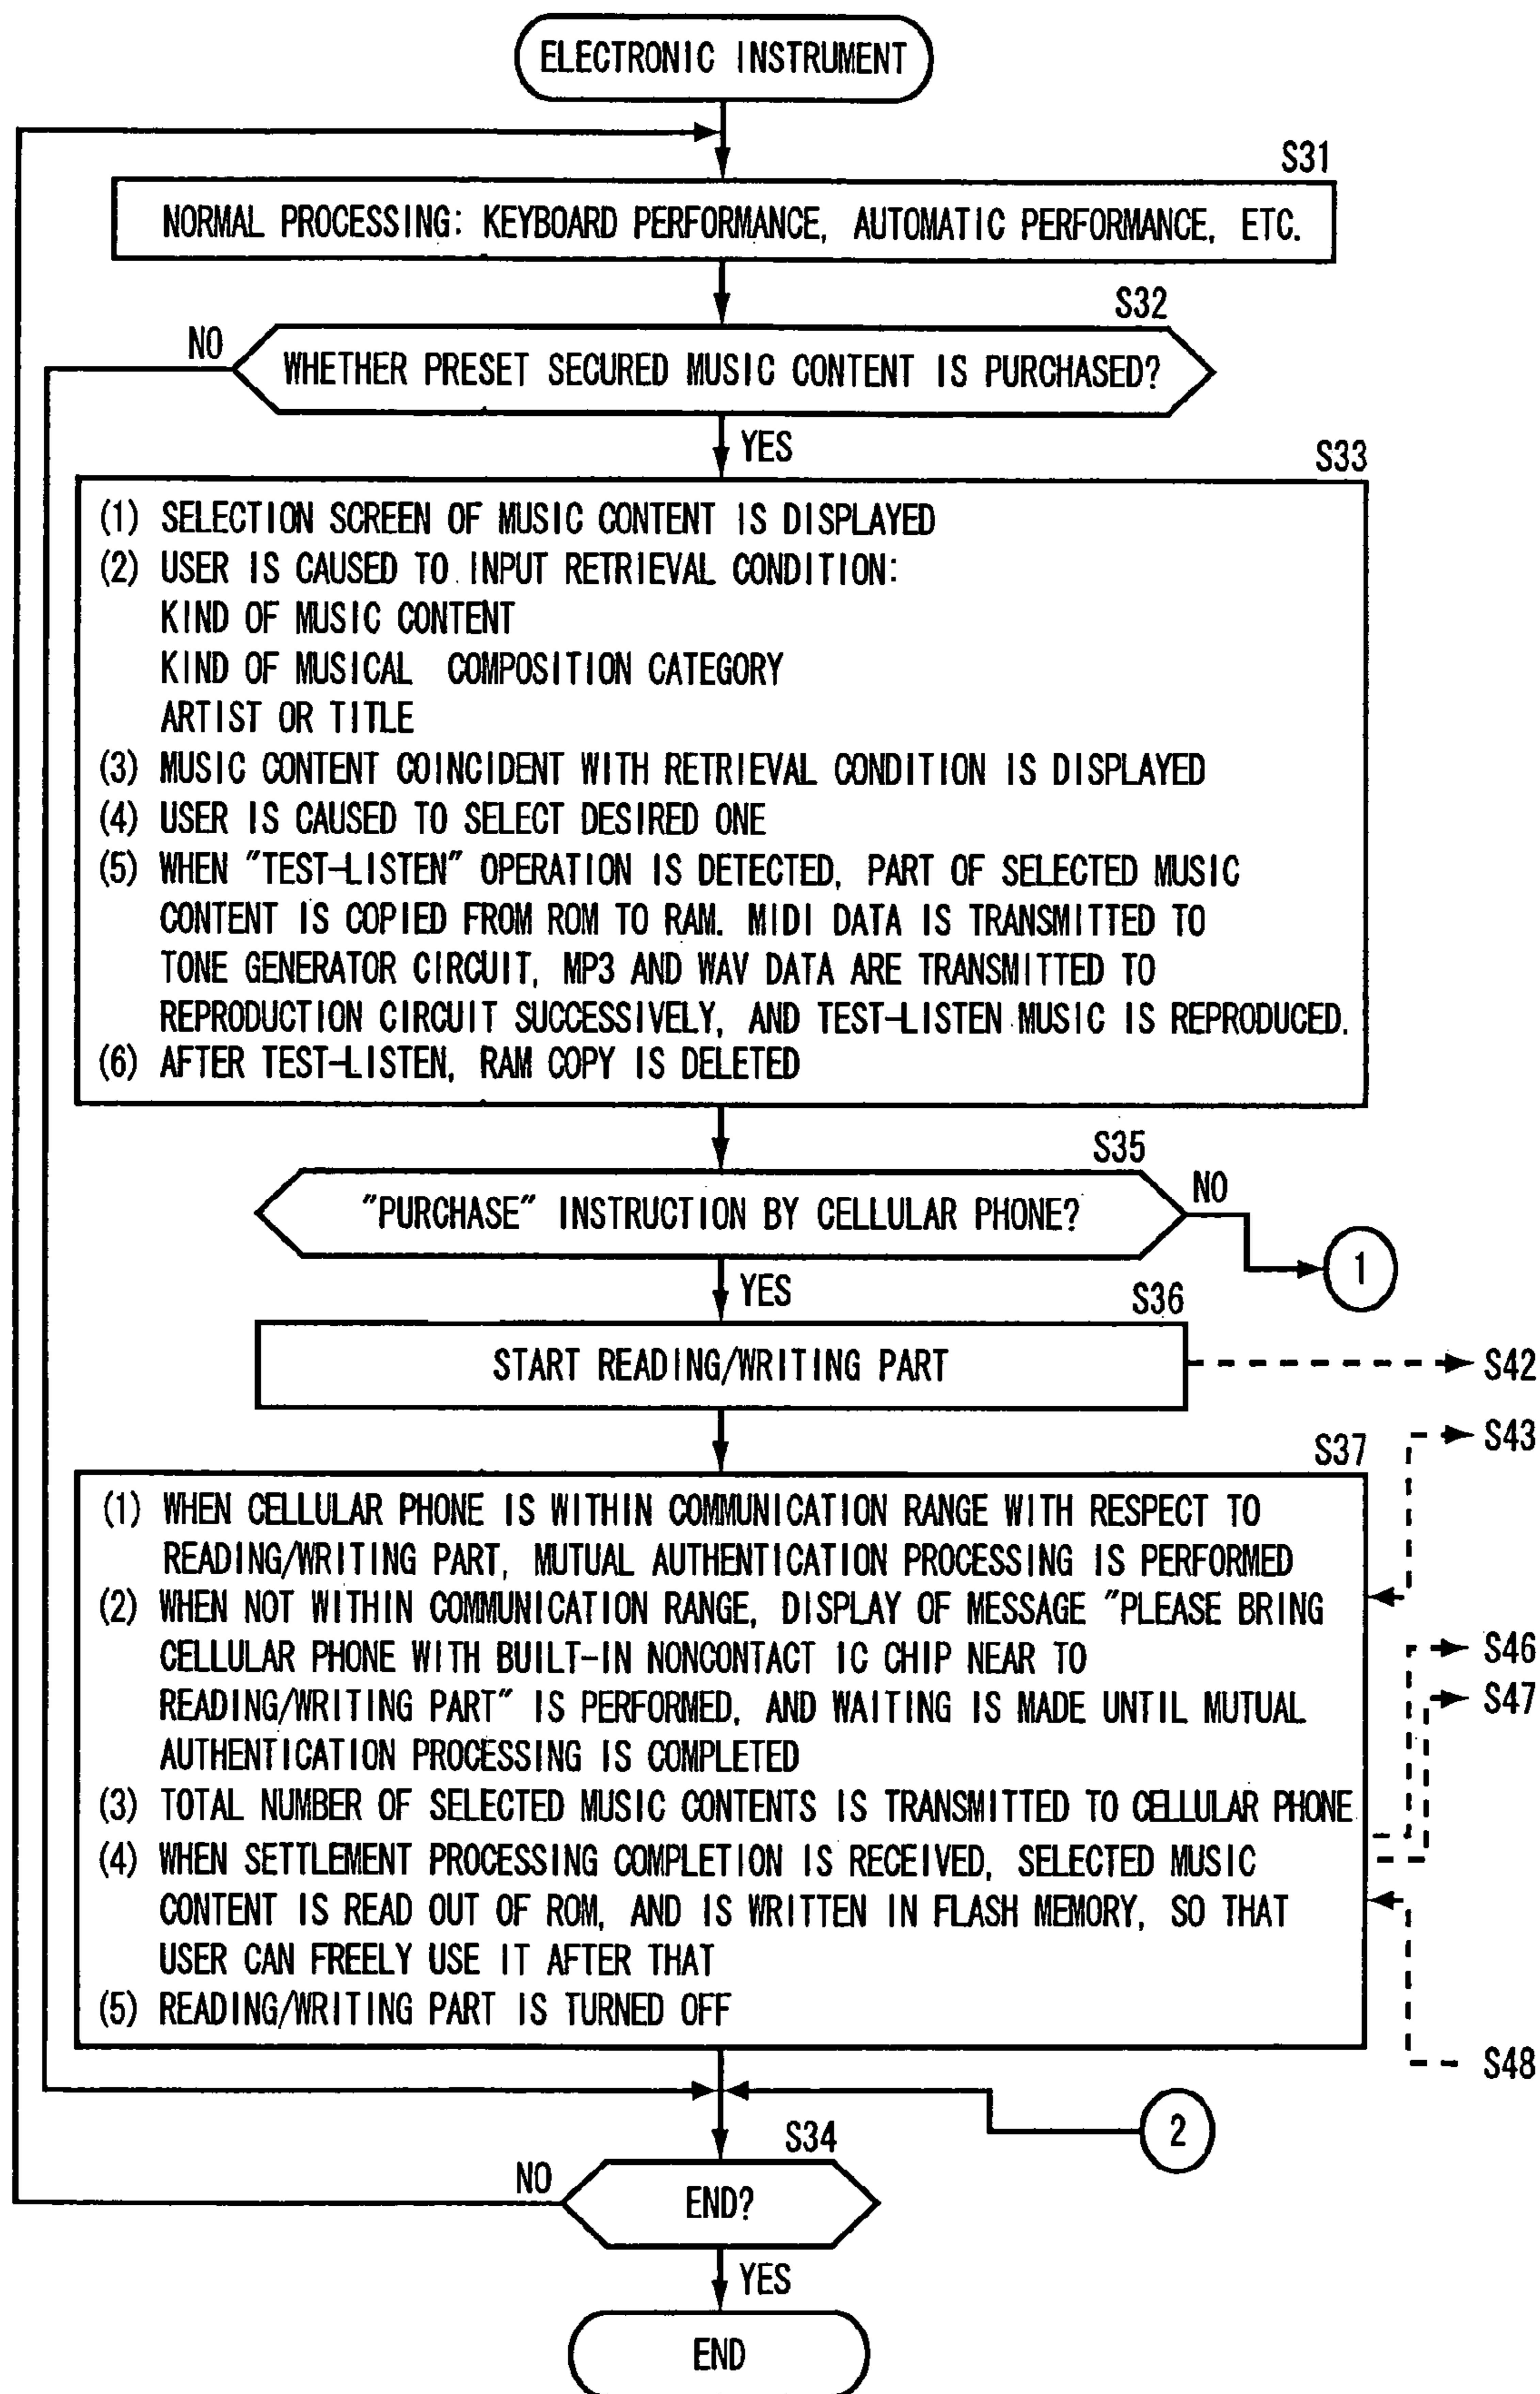 ELECTRONIC INSTRUMENT
S31
NORMAL PROCESSING: KEYBOARD PERFORMANCE, AUTOMATIC PERFORMANCE, ETC.
S32
NO
WHETHER PRESET SECURED MUSIC CONTENT IS PURCHASED?
YES
S33
(1) SELECTION SCREEN OF MUSIC CONTENT IS DISPLAYED
(2) USER IS CAUSED TO INPUT RETRIEVAL CONDITION:
KIND OF MUSIC CONTENT
KIND OF MUSICAL COMPOSITION CATEGORY
ARTIST OR TITLE
(3) MUSIC CONTENT COINCIDENT WITH RETRIEVAL CONDITION IS DISPLAYED
(4) USER IS CAUSED TO SELECT DESIRED ONE
(5) WHEN "TEST-LISTEN" OPERATION IS DETECTED, PART OF SELECTED MUSIC
CONTENT IS COPIED FROM ROM TO RAM. MIDI DATA IS TRANSMITTED TO
TONE GENERATOR CIRCUIT, MP3 AND WAV DATA ARE TRANSMITTED TO
REPRODUCTION CIRCUIT SUCCESSIVELY, AND TEST-LISTEN MUSIC IS REPRODUCED.
(6) AFTER TEST-LISTEN, RAM COPY IS DELETED
S35
"PURCHASE" INSTRUCTION BY CELLULAR PHONE?
NO
1
YES
S36
START READING/WRITING PART
S42
S43
S37
(1) WHEN CELLULAR PHONE IS WITHIN COMMUNICATION RANGE WITH RESPECT TO
READING/WRITING PART, MUTUAL AUTHENTICATION PROCESSING IS PERFORMED
(2) WHEN NOT WITHIN COMMUNICATION RANGE, DISPLAY OF MESSAGE "PLEASE BRING
CELLULAR PHONE WITH BUILT-IN NONCONTACT IC CHIP NEAR TO
S46
READING/WRITING PART" IS PERFORMED, AND WAITING IS MADE UNTIL MUTUAL
S47
AUTHENTICATION PROCESSING IS COMPLETED
(3) TOTAL NUMBER OF SELECTED MUSIC CONTENTS IS TRANSMITTED TO CELLULAR PHONE
(4) WHEN SETTLEMENT PROCESSING COMPLETION IS RECEIVED, SELECTED MUSIC
CONTENT IS READ OUT OF ROM, AND IS WRITTEN IN FLASH MEMORY, SO THAT
USER CAN FREELY USE IT AFTER THAT
(5) READING/WRITING PART IS TURNED OFF
S48
2
S34
NO
END?
YES
END